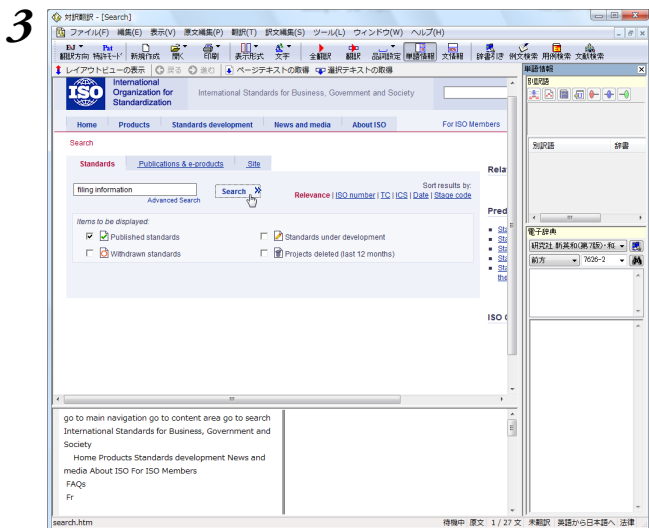 3
対訳翻訳 - [Search]
ファイル(F) 編集(E) 表示(V) 原文編集(P) 翻訳(T) 訳文編集(S) ツール(L) ウィンドウ(W) ヘルプ(H)
EJ Pat
翻訳方向 特許モード 新規作成 開く 印刷 表示形式 文字 全翻訳 翻訳 品詞設定 単語情報 文情報 辞書引き 例文検索 用例検索 文献検索
レイアウトビューの表示 戻る 進む ページテキストの取得 選択テキストの取得
単語情報
別訳語
別訳語 辞書
ISO
International
Organization for
Standardization
International Standards for Business, Government and Society
Home Products Standards development News and media About ISO For ISO Members
Search
Standards Publications & e-products Site
filing information Search
Advanced Search
Sort results by:
Relevance | ISO number | TC | ICS | Date | Stage code
Items to be displayed:
Published standards Standards under development
Withdrawn standards Projects deleted (last 12 months)
Rela
Pred
Sta
Sta
Sta
Sta
the
ISO
電子辞典
研究社 新英和(第7版)・和
前方 7626-2
go to main navigation go to content area go to search
International Standards for Business, Government and
Society
Home Products Standards development News and
media About ISO For ISO Members
FAQs
Fr
search.htm 待機中 原文 1 / 27 文 未翻訳 英語から日本語へ 法律